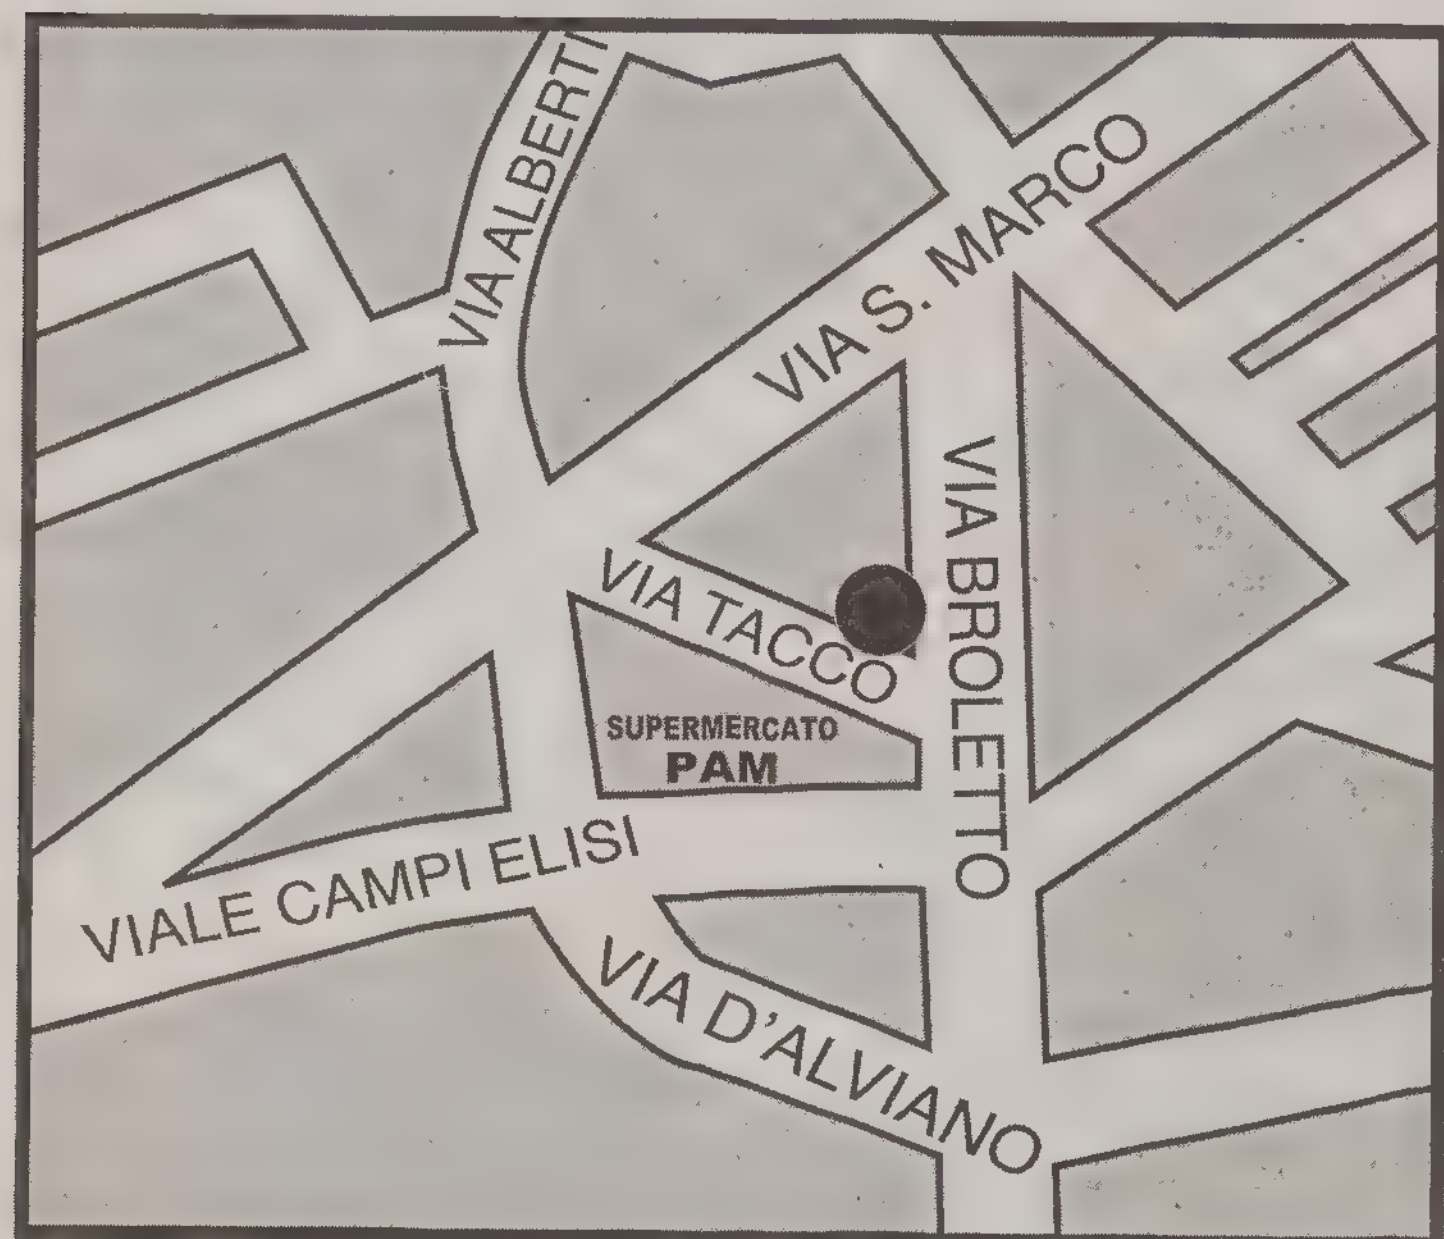 VIA ALBERTI
VIA S. MARCO
VIA BROLETTO
VIA TACCO
SUPERMERCATO
PAM
VIALE CAMPI ELISI
VIA D'ALVIANO